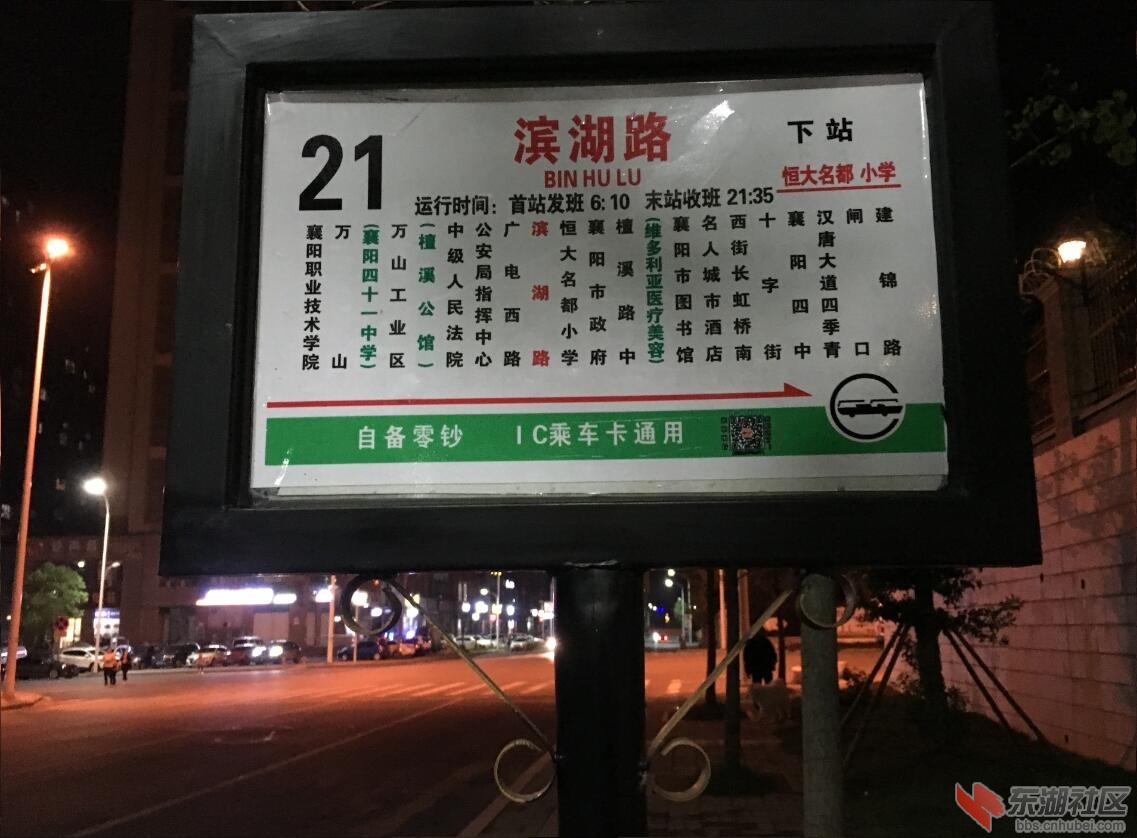 21
滨湖路
BIN HU LU
下站
恒大名都 小学
运行时间：首站发班 6:10 末站收班 21:35
襄阳职业技术学院
万山
(襄阳四十一中学)
万山工业区
(檀溪公馆)
中级人民法院
公安局指挥中心
广电西路
滨湖路
恒大名都小学
襄阳市政府
檀溪路中
(维多利亚医疗美容)
襄阳市图书馆
名人城市酒店
西街长虹桥南
十字街
襄阳四中
汉唐大道四季青
闸口
建锦路
自备零钞 IC乘车卡通用
东湖社区
bbs.cnhubei.com